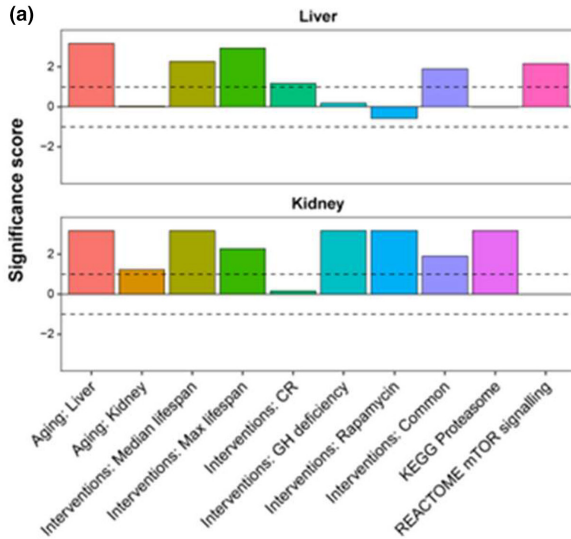 (a)
Liver
2
0
−2
Kidney
2
0
−2
Significance score
Aging: Liver
Aging: Kidney
Interventions: Median lifespan
Interventions: Max lifespan
Interventions: CR
Interventions: GH deficiency
Interventions: Rapamycin
Interventions: Common
KEGG Proteasome
REACTOME mTOR signalling